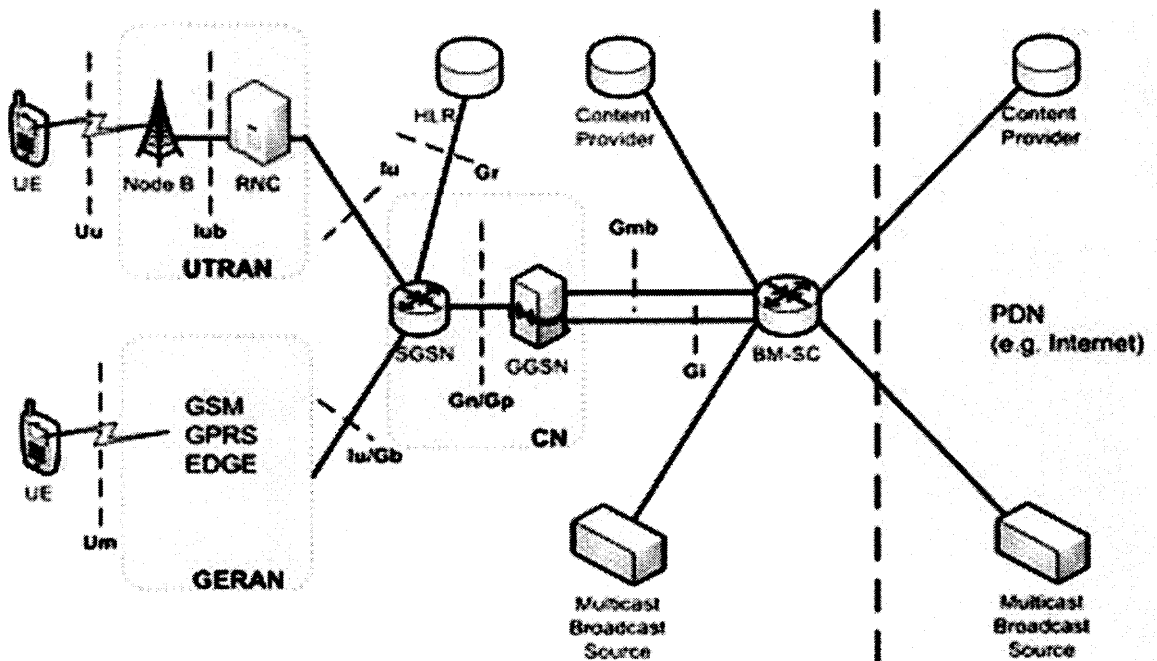 HLR
Content
Provider
Content
Provider
UE
Node B
RNC
Iu
Gr
Uu
Iub
UTRAN
Gmb
SGSN
GGSN
BM-SC
PDN
(e.g. Internet)
Gi
Gn/Gp
CN
GSM
GPRS
EDGE
Iu/Gb
UE
Um
GERAN
Multicast
Broadcast
Source
Multicast
Broadcast
Source